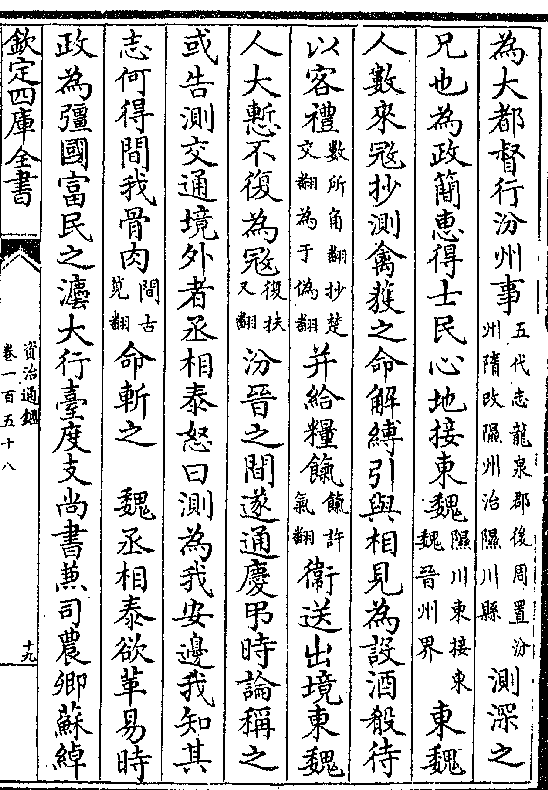 為大都督行汾州事五代志龍泉郡後周置汾州隋改隰州治隰川縣測深之
兄也為政簡惠得士民心地接東魏隰川東接東魏晉州界東魏
人數來冦抄測禽獲之命解縛引與相見為設酒殽待
以客禮數所角翻抄楚交翻為于偽翻并給糧餼餼許氣翻衛送出境東魏
人大慙不復為冦復扶又翻汾晉之間遂通慶弔時論稱之
或告測交通境外者丞相泰怒曰測為我安邊我知其
志何得間我骨肉間古莧翻命斬之 魏丞相泰欲革易時
政為彊國富民之灋大行臺度支尚書兼司農卿蘇綽
欽定四庫全書
資治通鑑
卷一百五十八
十九